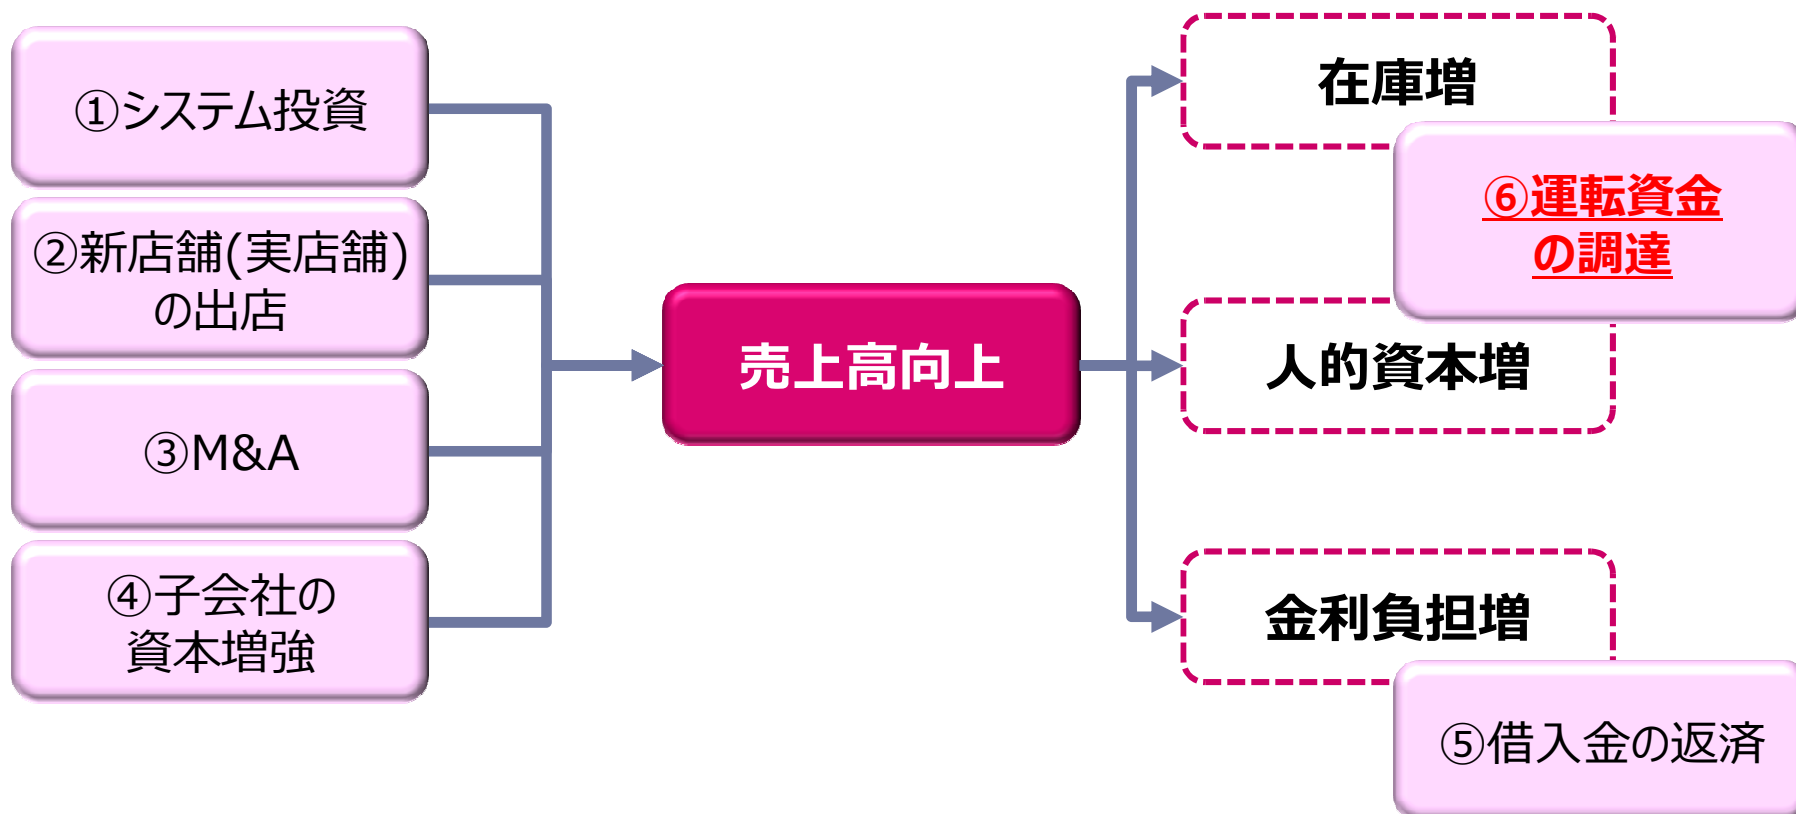 ①システム投資
②新店舗(実店舗)
の出店
③M&A
④子会社の
資本増強
売上高向上
在庫増
⑥運転資金
の調達
人的資本増
金利負担増
⑤借入金の返済